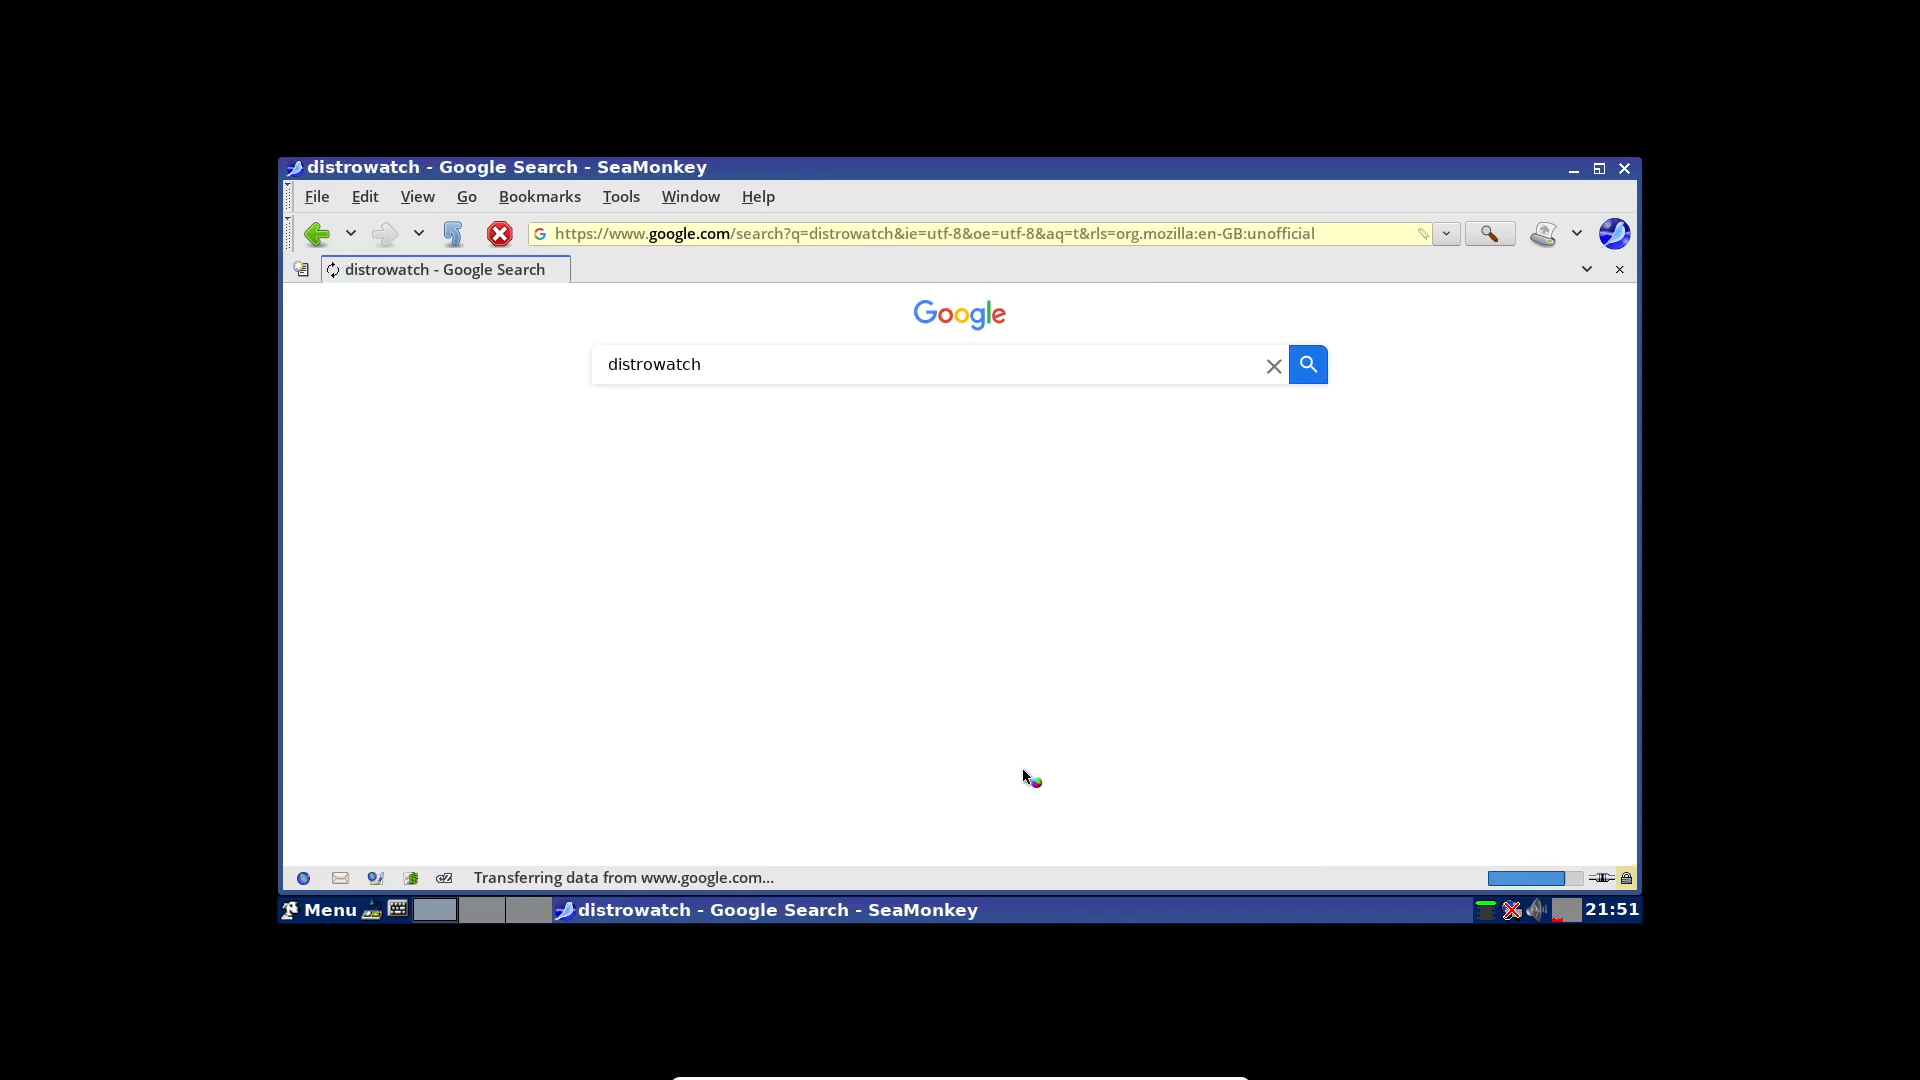 distrowatch - Google Search - SeaMonkey
File Edit View Go Bookmarks Tools Window Help
https://www.google.com/search?q=distrowatch&ie=utf-8&oe=utf-8&aq=t&rls=org.mozilla:en-GB:unofficial
distrowatch - Google Search
Google
distrowatch
Transferring data from www.google.com...
Menu distrowatch - Google Search - SeaMonkey 21:51